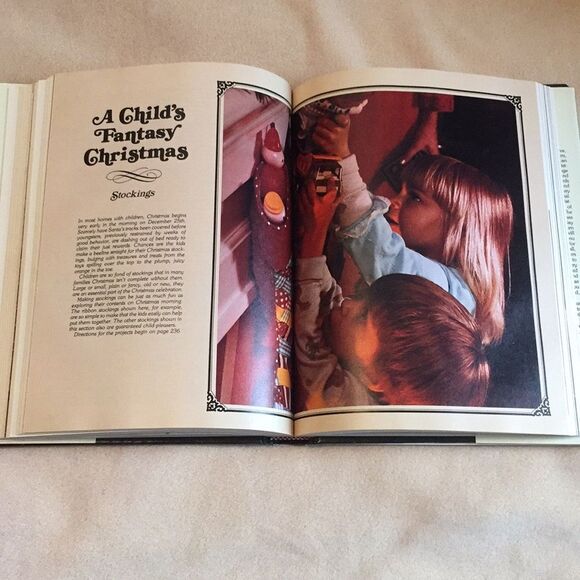 A Child's
Fantasy
Christmas
Stockings
In most homes with children, Christmas begins
very early in the morning on December 25th.
Scarcely have Santa's tracks been covered before
youngsters, previously restrained by weeks of
good behavior, are dashing out of bed ready to
claim their just rewards. Chances are the kids
make a beeline straight for their Christmas stock-
ings, bulging with treasures and treats from the
toys spilling over the top to the plump, juicy
orange in the toe.
Children are so fond of stockings that in many
families Christmas isn't complete without them.
Large or small, plain or fancy, old or new, they
are an essential part of the Christmas celebration.
Making stockings can be just as much fun as
exploring their contents on Christmas morning.
The ribbon stockings shown here, for example,
are so simple to make that the kids easily can help
put them together. The other stockings shown in
this section also are guaranteed child-pleasers.
Directions for the projects begin on page 236.